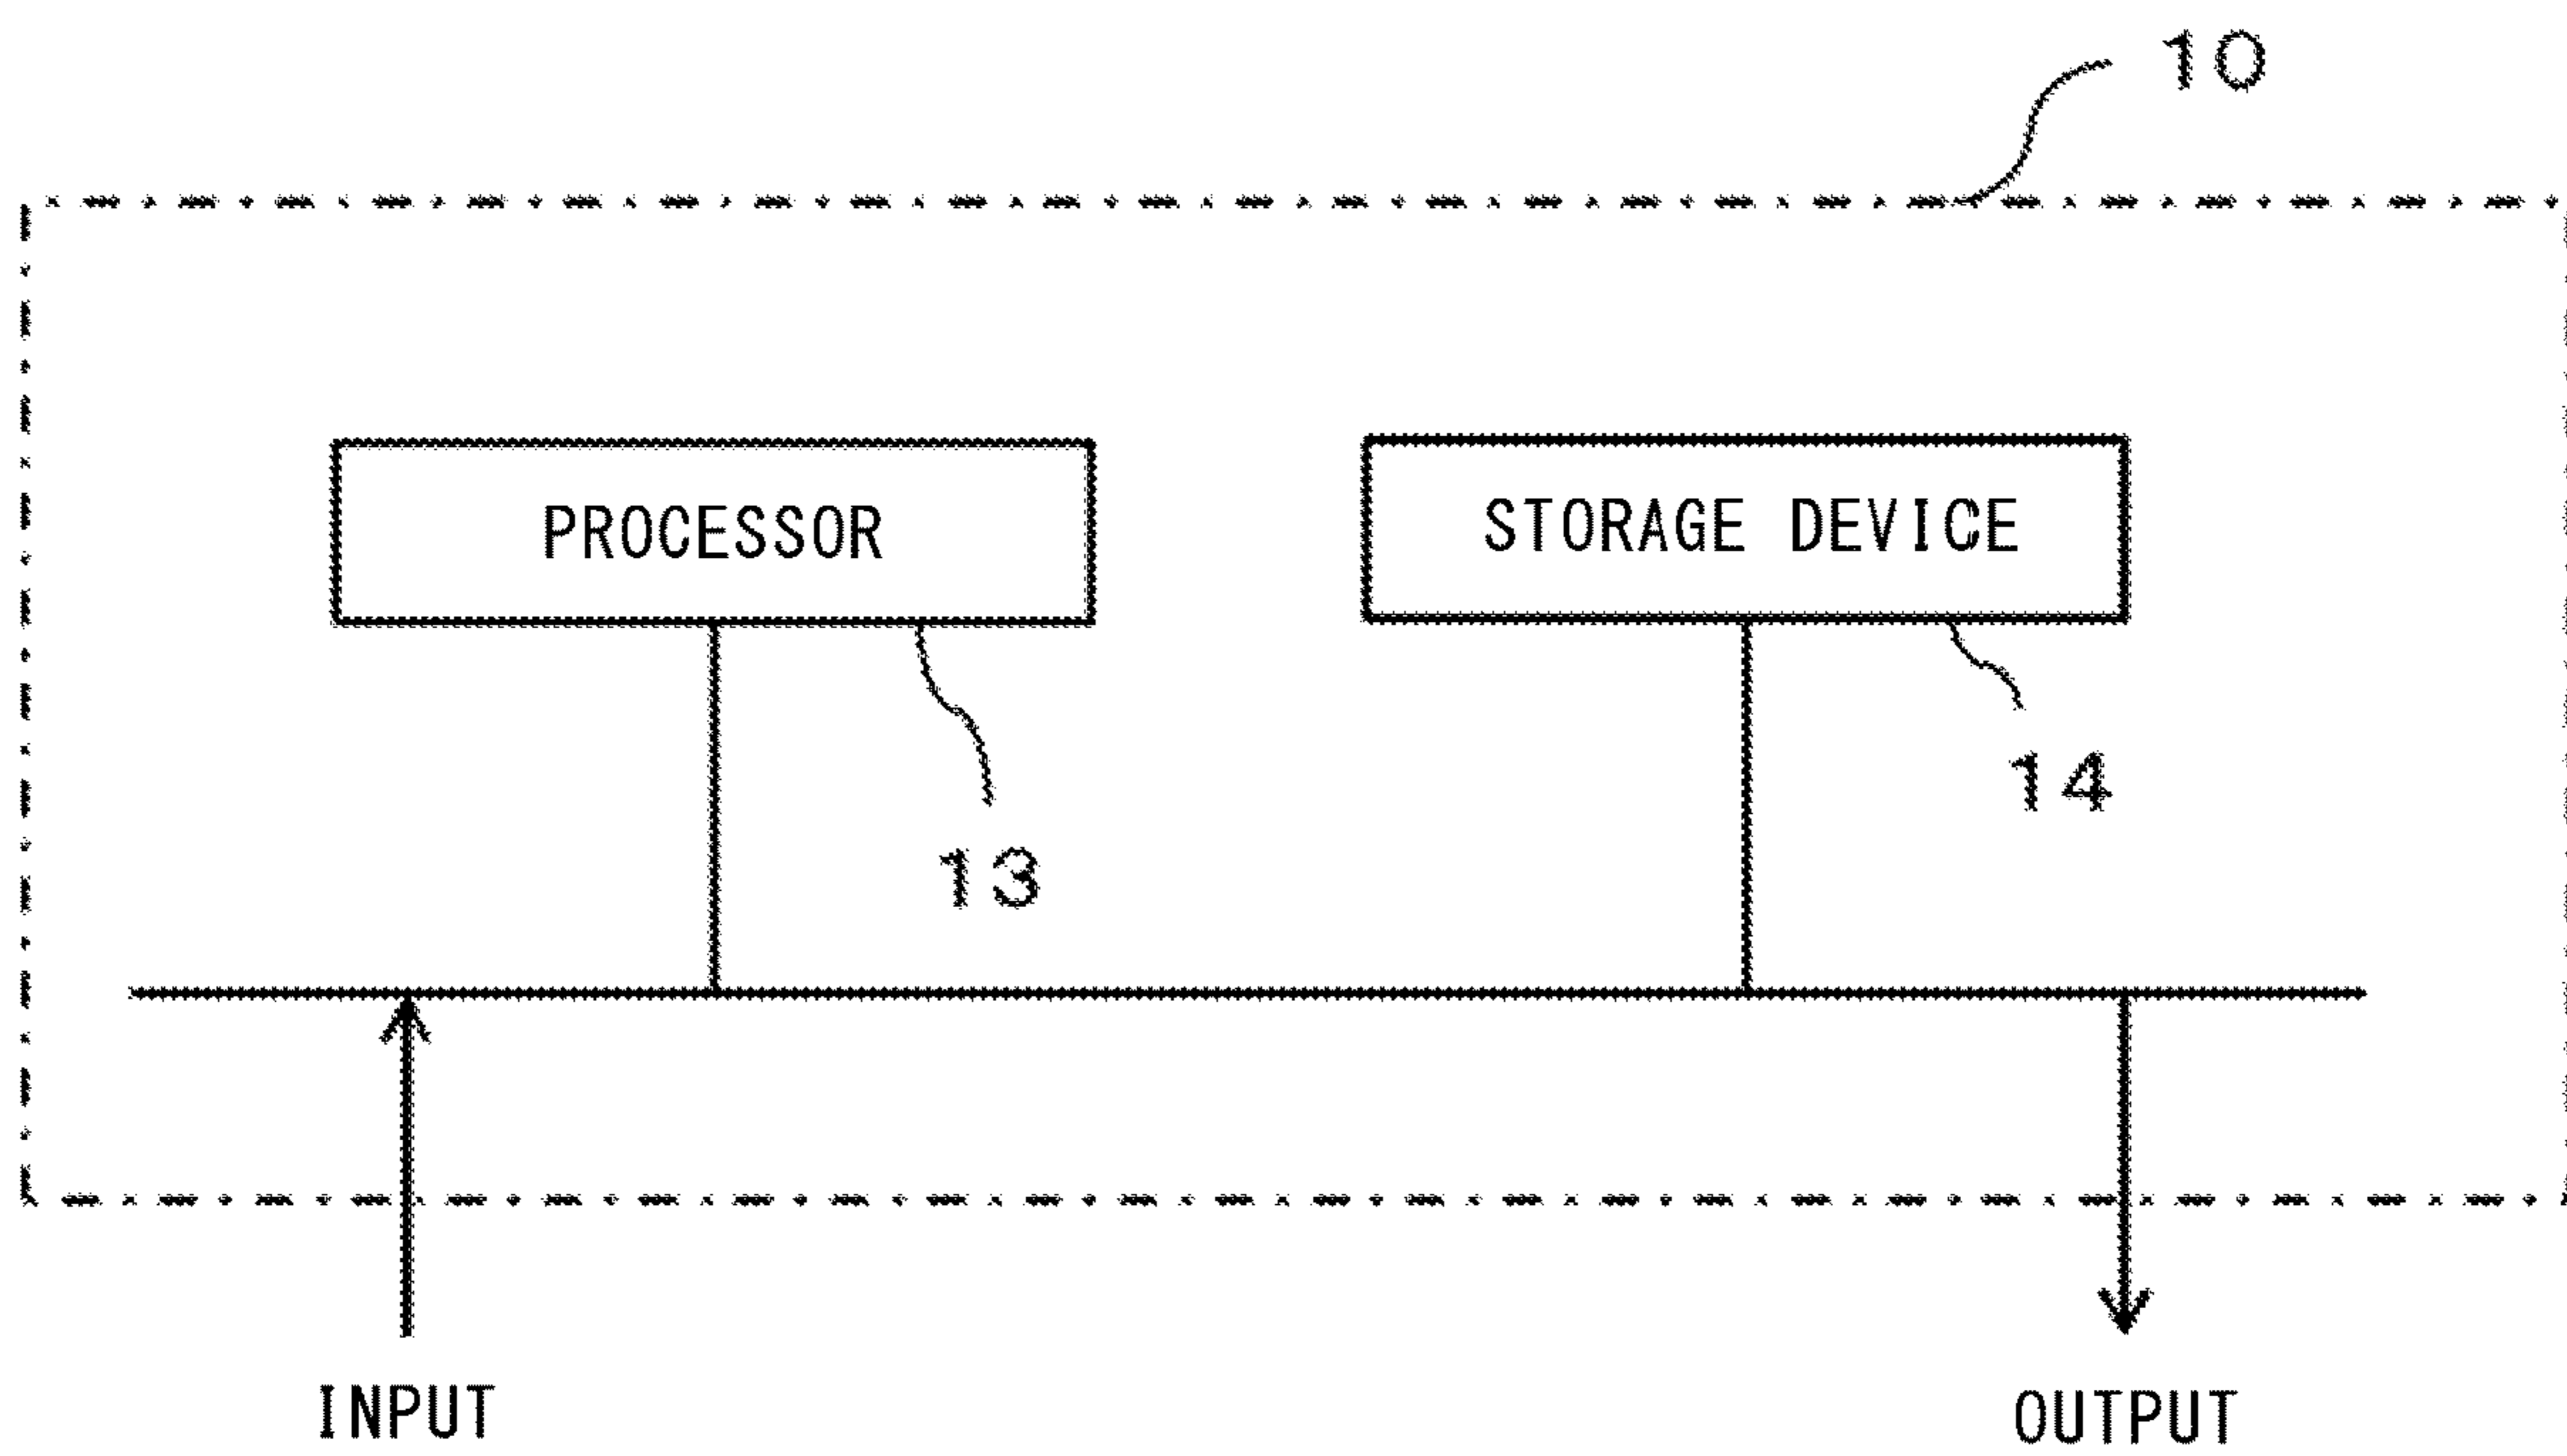 10
PROCESSOR
STORAGE DEVICE
14
13
INPUT
OUTPUT